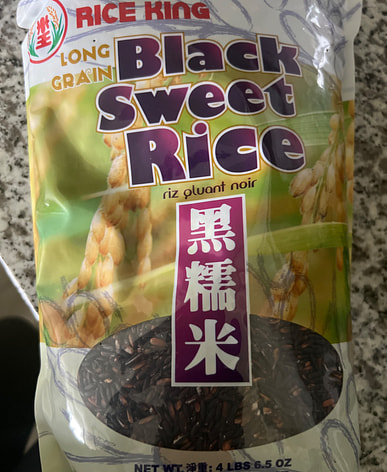 RICE KING
LONG
GRAIN
Black
Sweet
Rice
riz gluant noir
黑
糯
米
NET WT. 淨重: 4 LBS 6.5 OZ